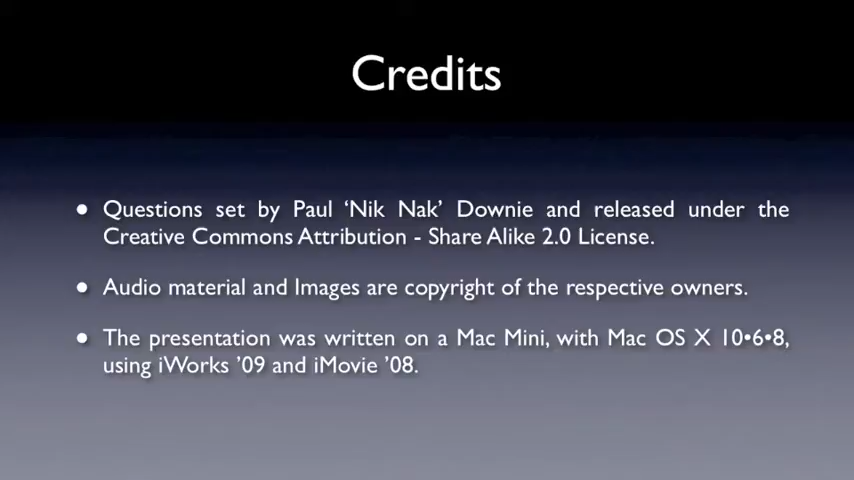 Credits
• Questions set by Paul ‘Nik Nak’ Downie and released under the
Creative Commons Attribution - Share Alike 2.0 License.
• Audio material and Images are copyright of the respective owners.
• The presentation was written on a Mac Mini, with Mac OS X 10•6•8,
using iWorks ’09 and iMovie ’08.